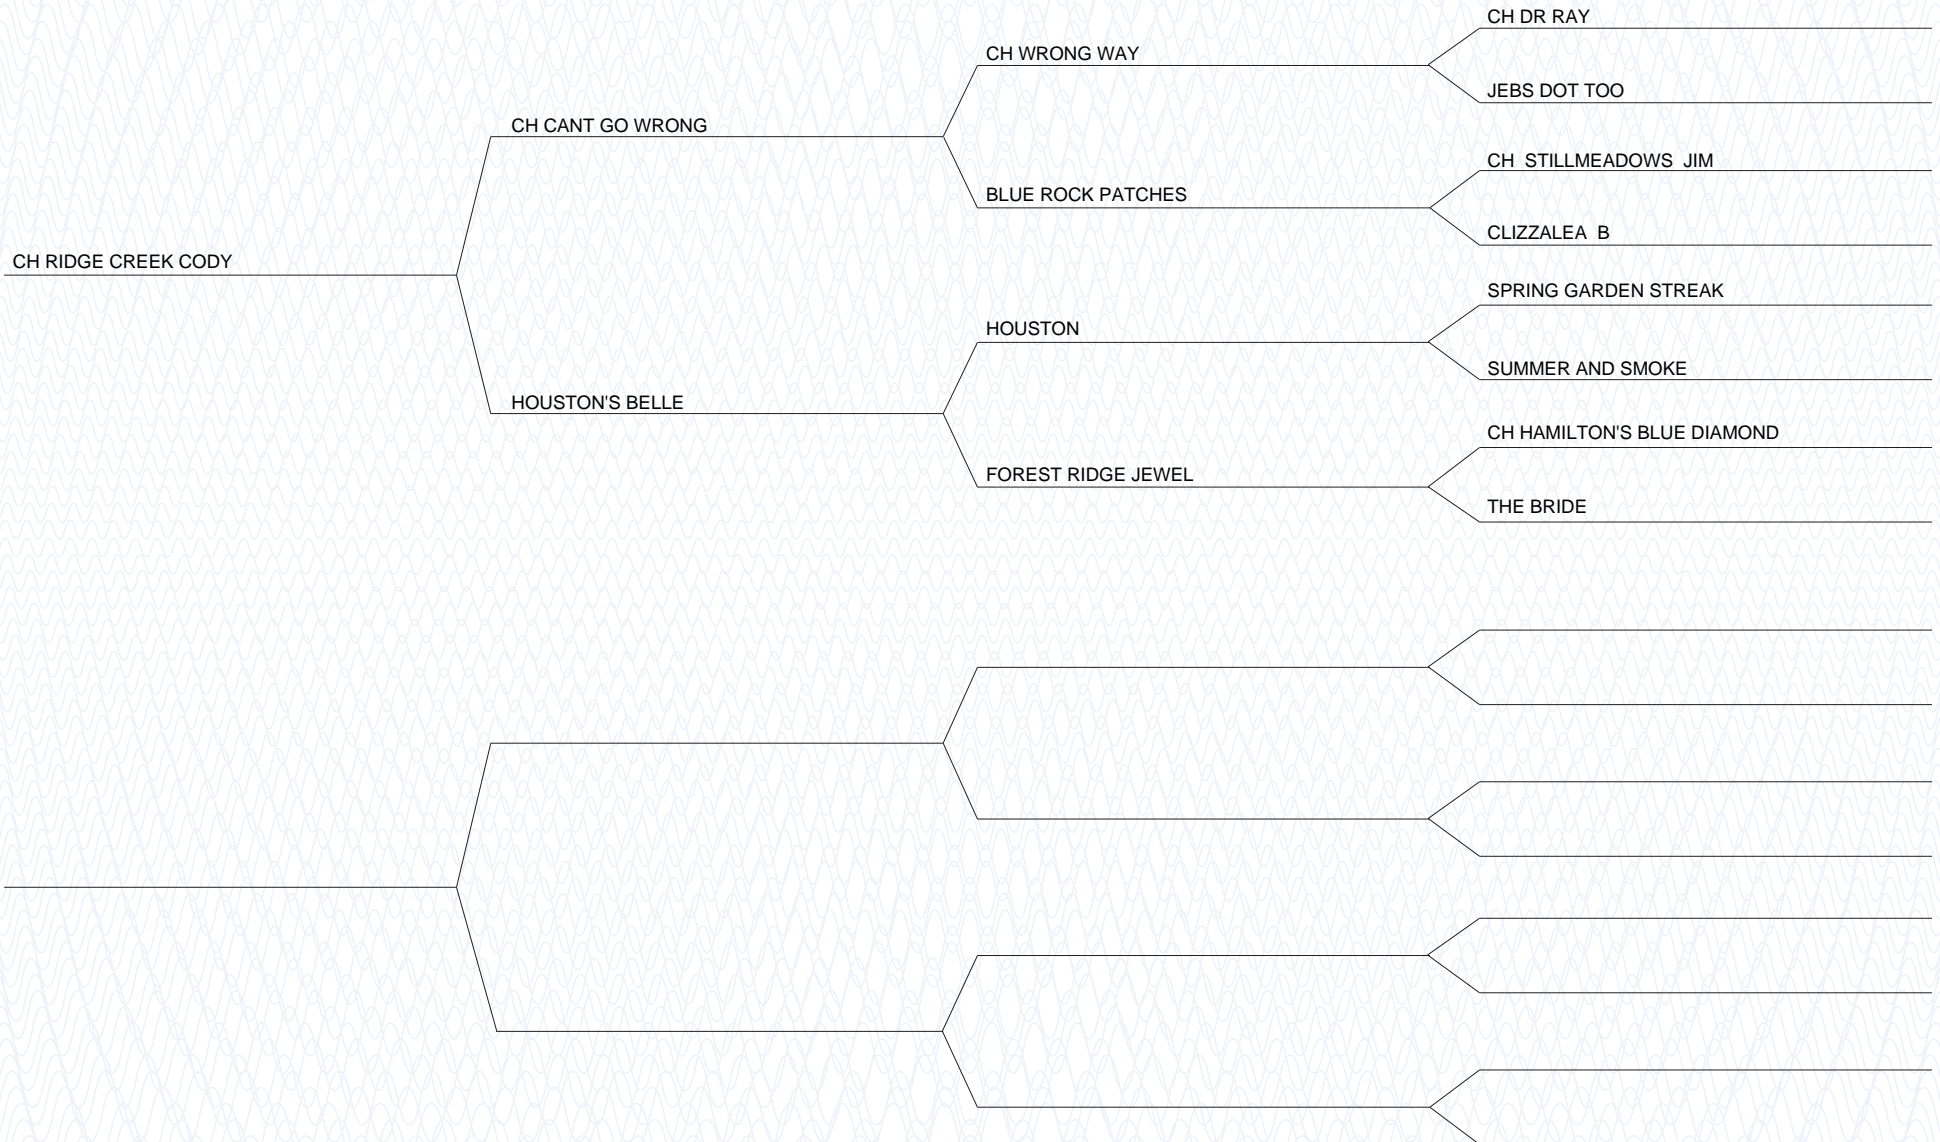 CH DR RAY
CH WRONG WAY
JEBS DOT TOO
CH CANT GO WRONG
CH  STILLMEADOWS  JIM
BLUE ROCK PATCHES
CLIZZALEA  B
CH RIDGE CREEK CODY
SPRING GARDEN STREAK
HOUSTON
SUMMER AND SMOKE
HOUSTON'S BELLE
CH HAMILTON'S BLUE DIAMOND
FOREST RIDGE JEWEL
THE BRIDE